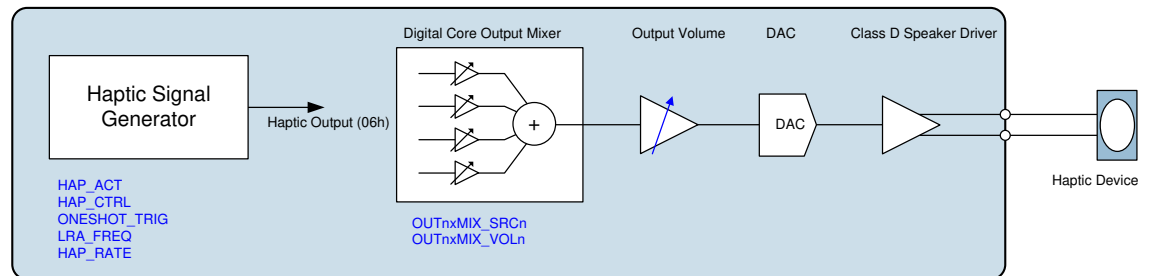 Digital Core Output Mixer
Output Volume
DAC
Class D Speaker Driver
Haptic Signal
Generator
Haptic Output (06h)
+
DAC
Haptic Device
HAP_ACT
HAP_CTRL
ONESHOT_TRIG
LRA_FREQ
HAP_RATE
OUTnxMIX_SRCn
OUTnxMIX_VOLn